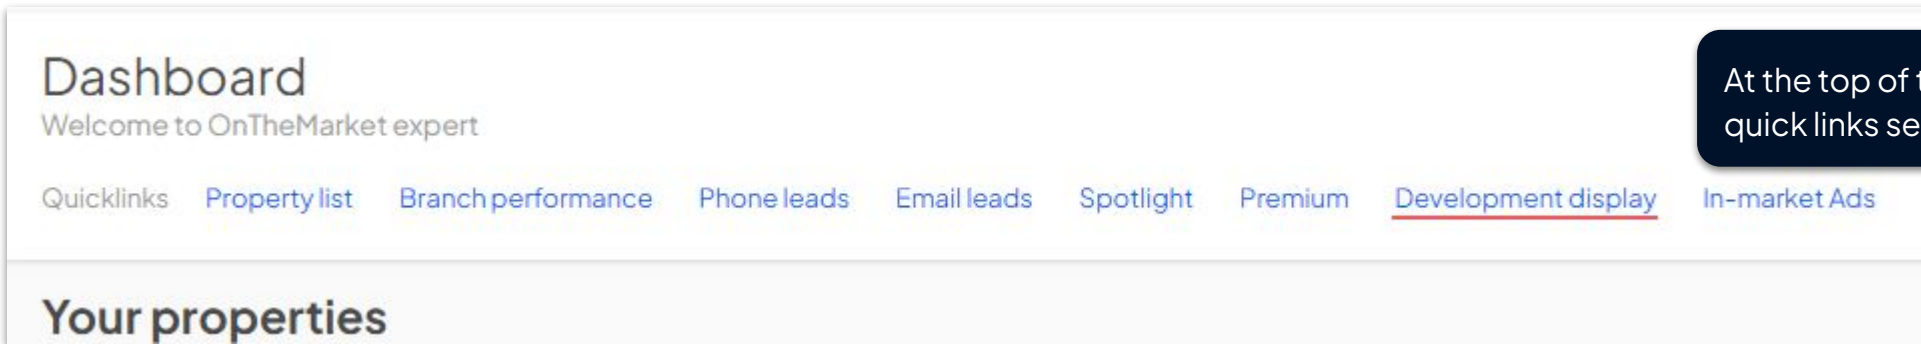 Dashboard
Welcome to OnTheMarket expert
At the top of
quick links
Quicklinks Property list Branch performance Phone leads Email leads Spotlight Premium Development display In-market Ads
Your properties